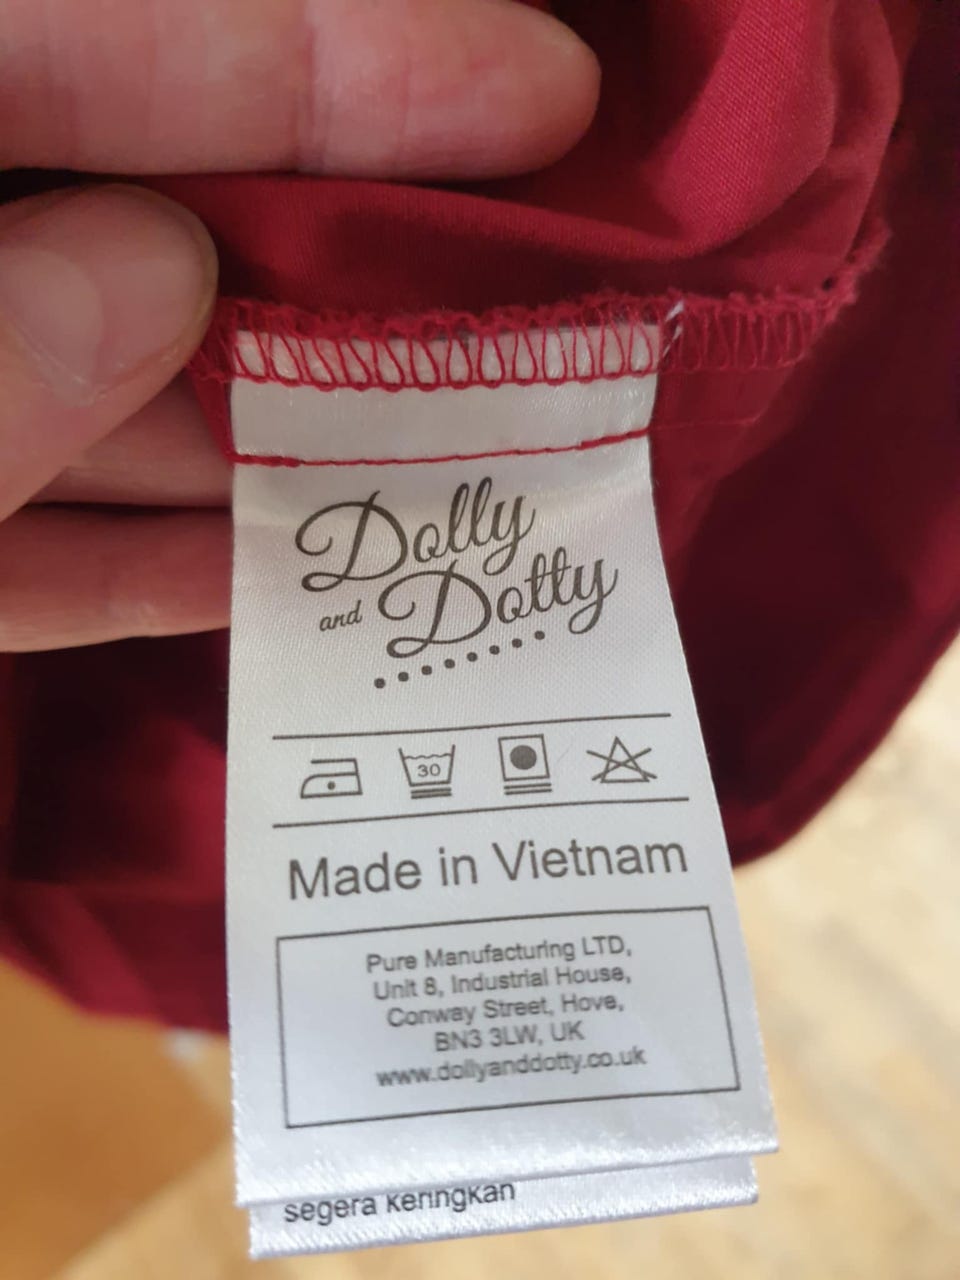 Dolly
and Dotty
30
Made in Vietnam
Pure Manufacturing LTD,
Unit 8, Industrial House,
Conway Street, Hove,
BN3 3LW, UK
www.dollyanddotty.co.uk
segera keringkan